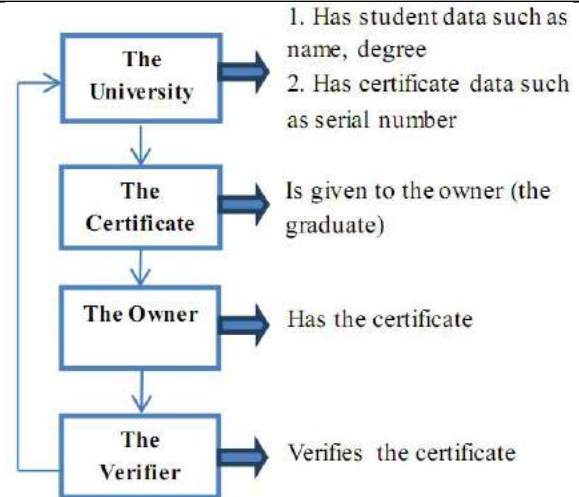 The
University
1. Has student data such as
name, degree
2. Has certificate data such
as serial number
The
Certificate
Is given to the owner (the
graduate)
The Owner
Has the certificate
The
Verifier
Verifies the certificate